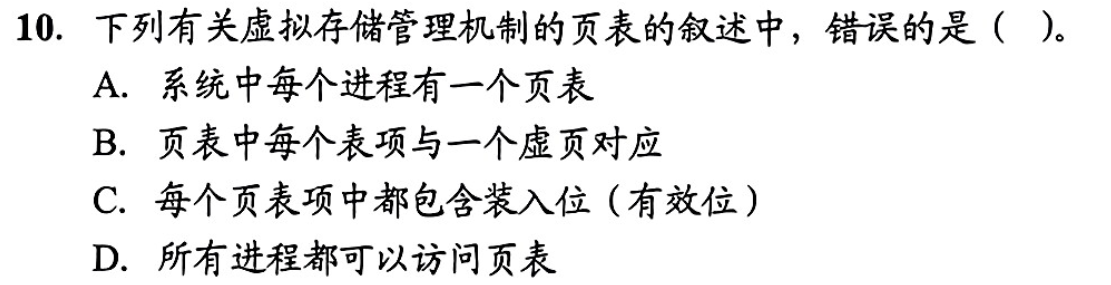 10. 下列有关虚拟存储管理机制的页表的叙述中，错误的是（ ）。
A. 系统中每个进程有一个页表
B. 页表中每个表项与一个虚页对应
C. 每个页表项中都包含装入位（有效位）
D. 所有进程都可以访问页表